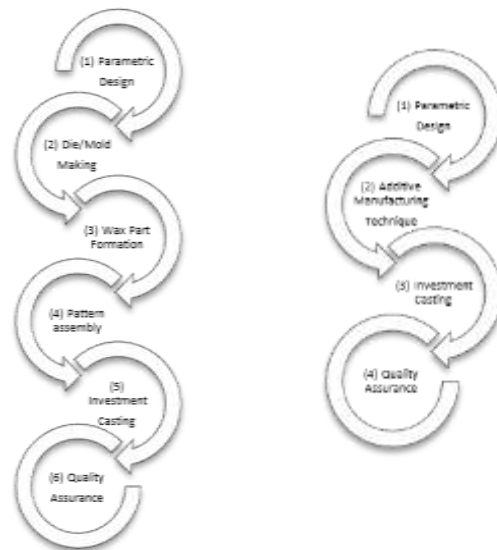 (1) Parametric
Design
(2) Die/Mold
Making
(3) Wax Part
Formation
(4) Pattern
assembly
(5)
Investment
Casting
(6) Quality
Assurance
(1) Parametric
Design
(2) Additive
Manufacturing
Technique
(3) Investment
Casting
(4) Quality
Assurance